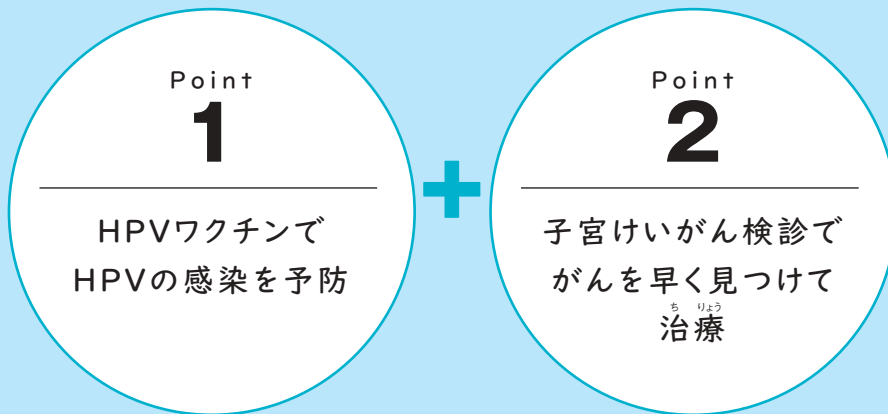 Point
1
HPVワクチンで
HPVの感染を予防
+
Point
2
子宮けいがん検診で
がんを早く見つけて
ち りょう
治療